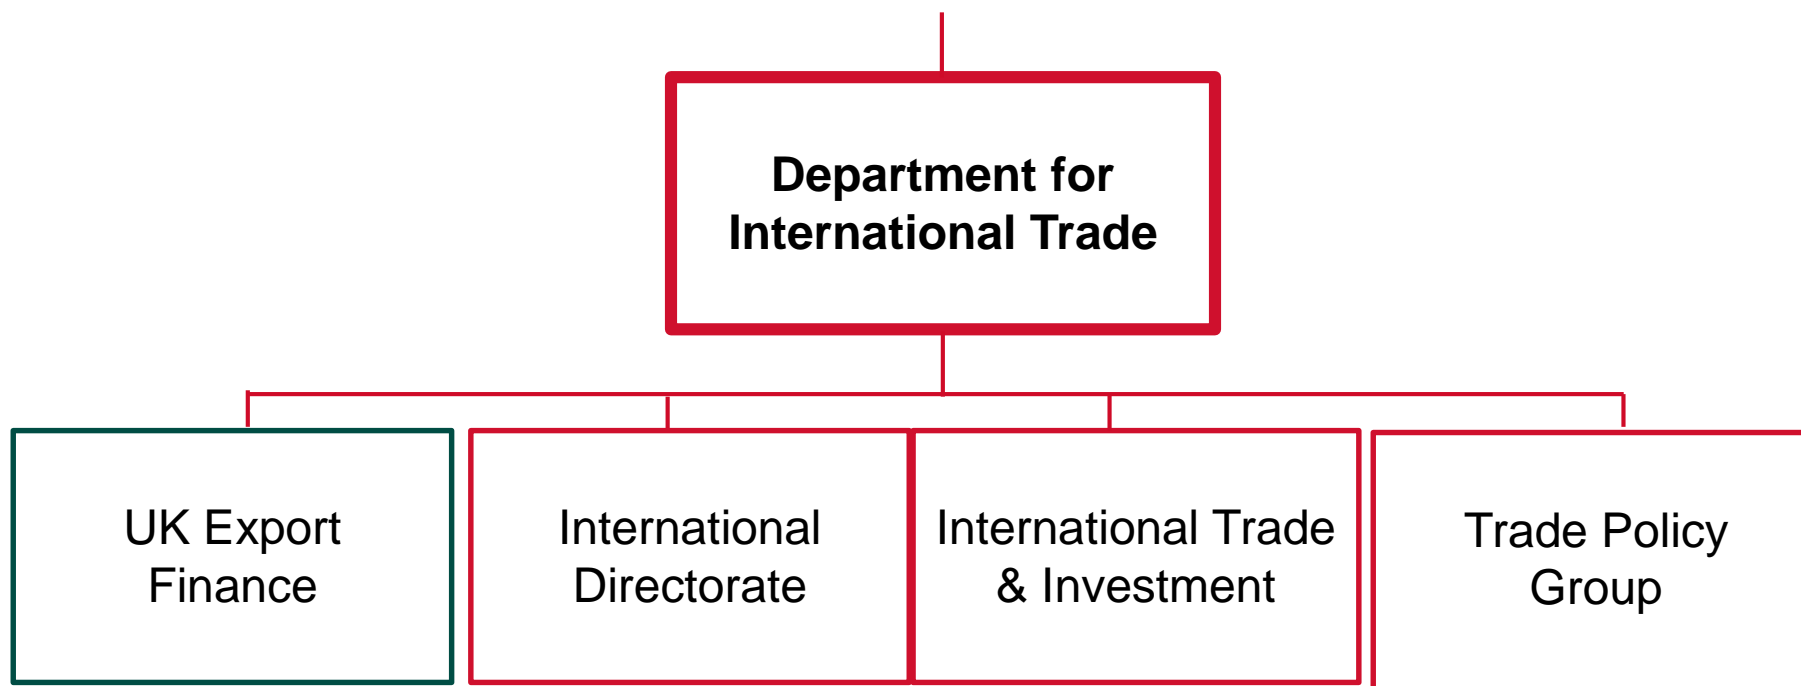 Department for
International Trade
UK Export
Finance
International
Directorate
International Trade
& Investment
Trade Policy
Group